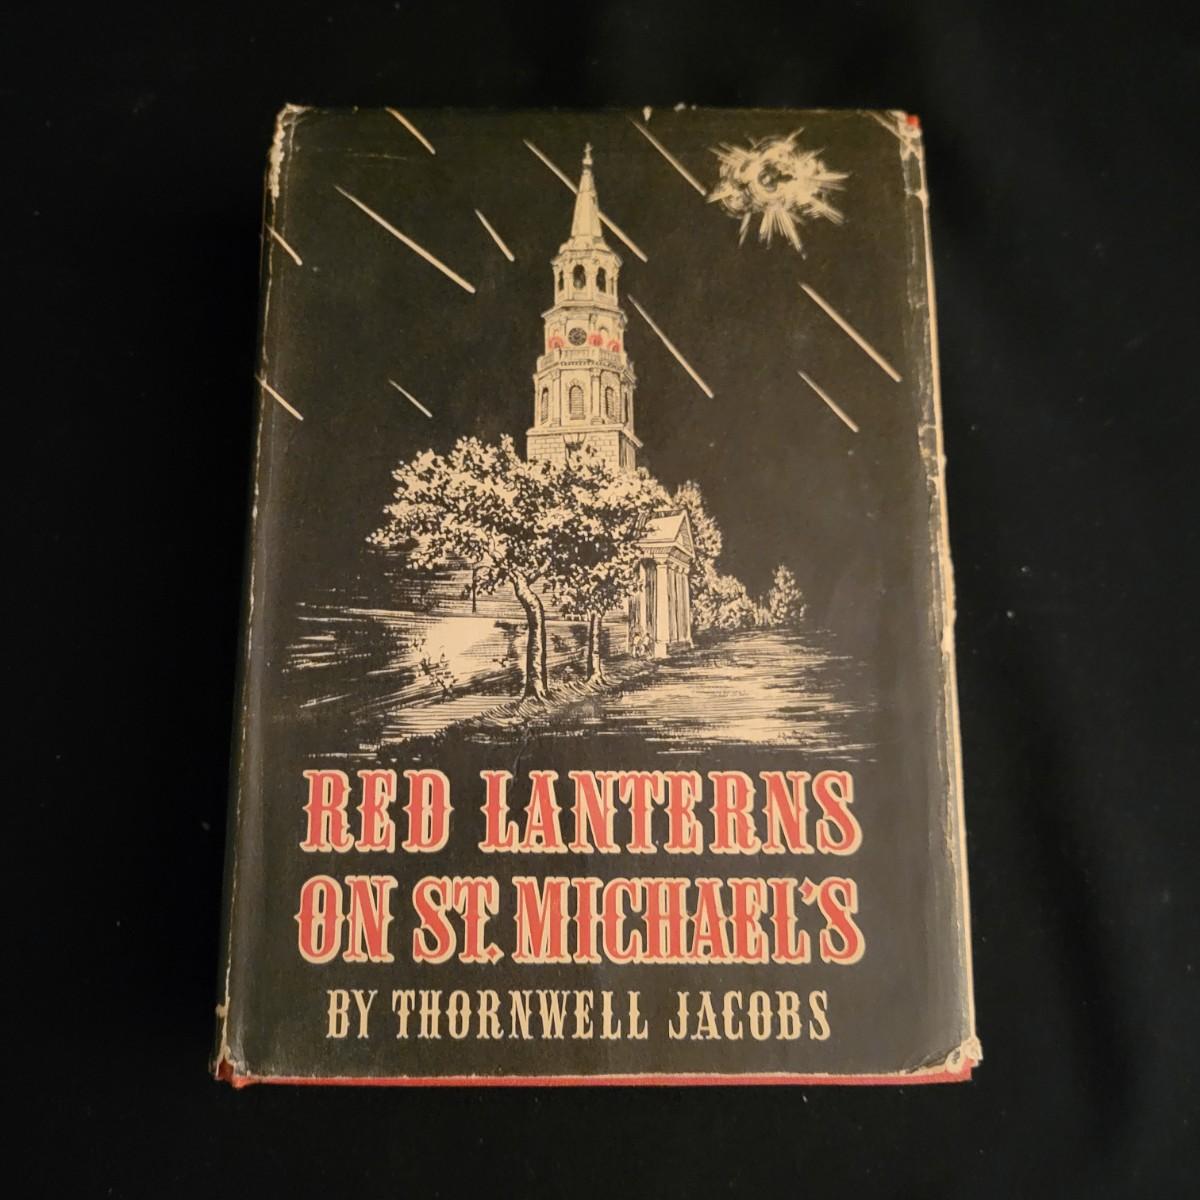 RED LANTERNS
ON ST. MICHAEL'S
BY THORNWELL JACOBS